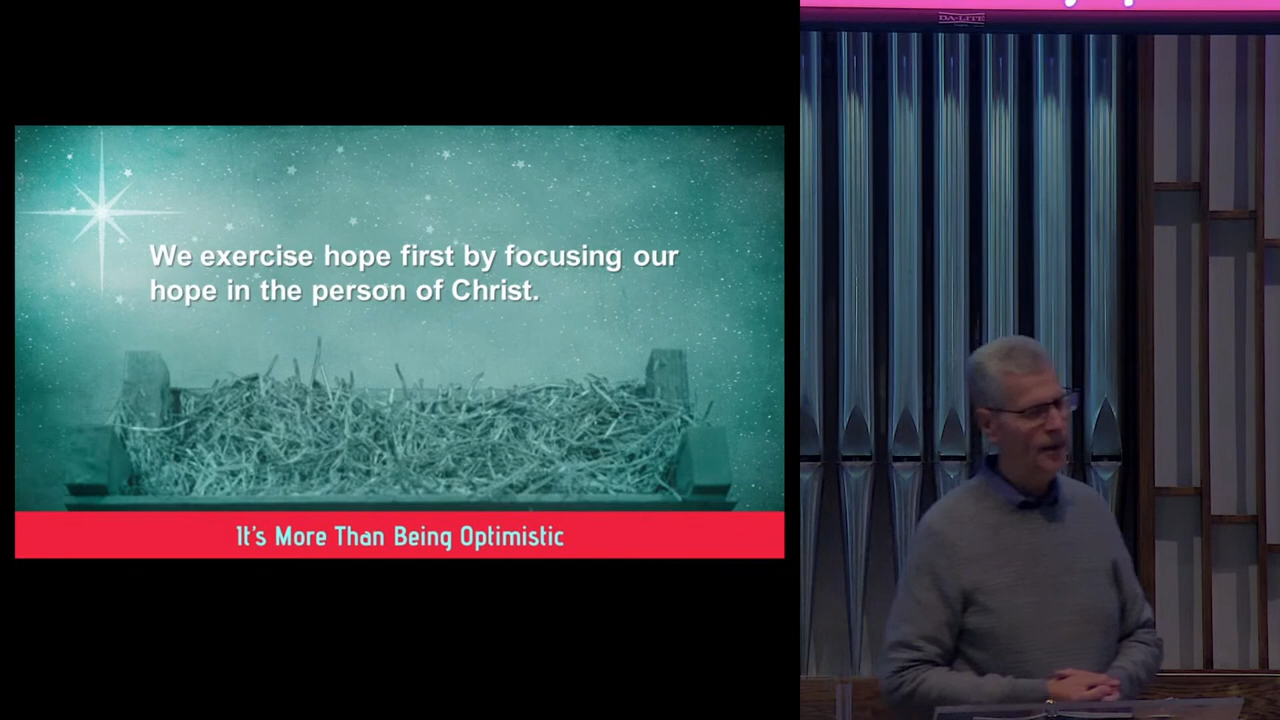 DA-LITE
We exercise hope first by focusing our
hope in the person of Christ.
It's More Than Being Optimistic